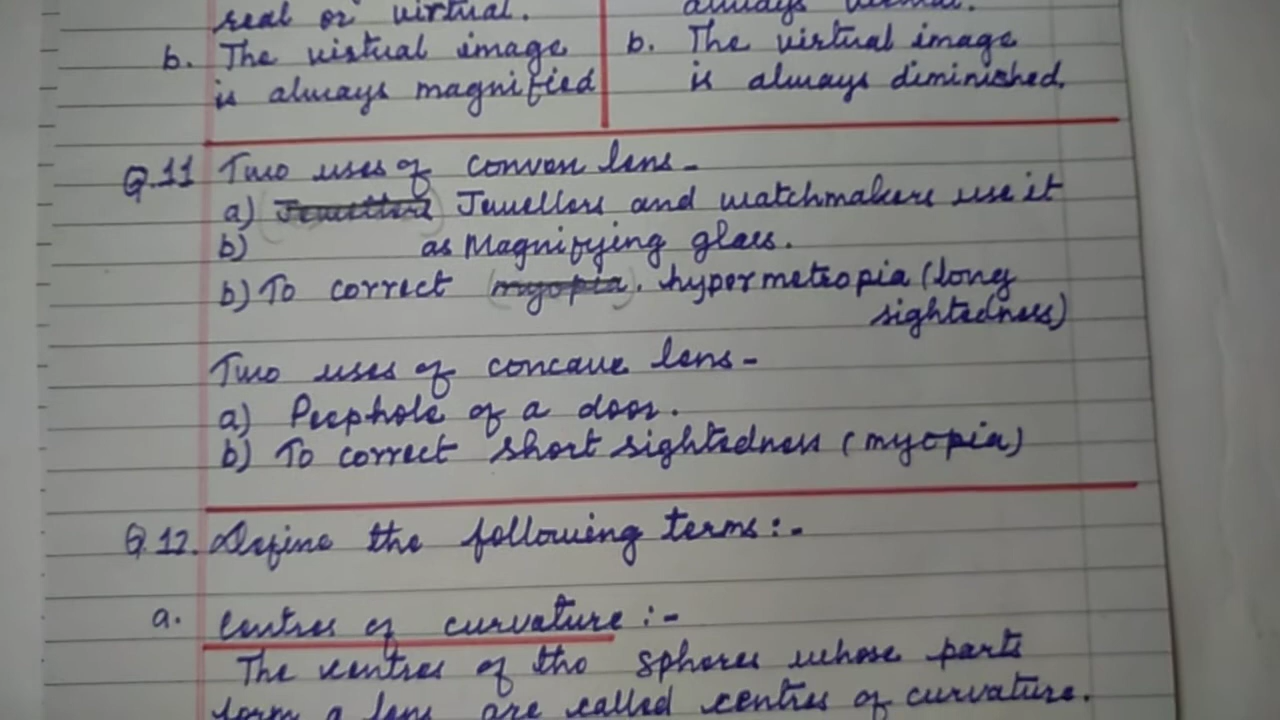 real or virtual.
always virtual.
b. The virtual image
is always magnified
b. The virtual image
is always diminished.
Q.11 Two uses of convex lens-
a) Jewellers and watchmakers use it
b) as Magnifying glass.
b) To correct (myopia). hypermetropia (long
sightedness)
Two uses of concave lens-
a) Peephole of a door.
b) To correct short sightedness (myopia)
Q.12. Define the following terms:-
a. Centres of curvature :-
The centres of the spheres whose parts
form a lens are called centres of curvature.